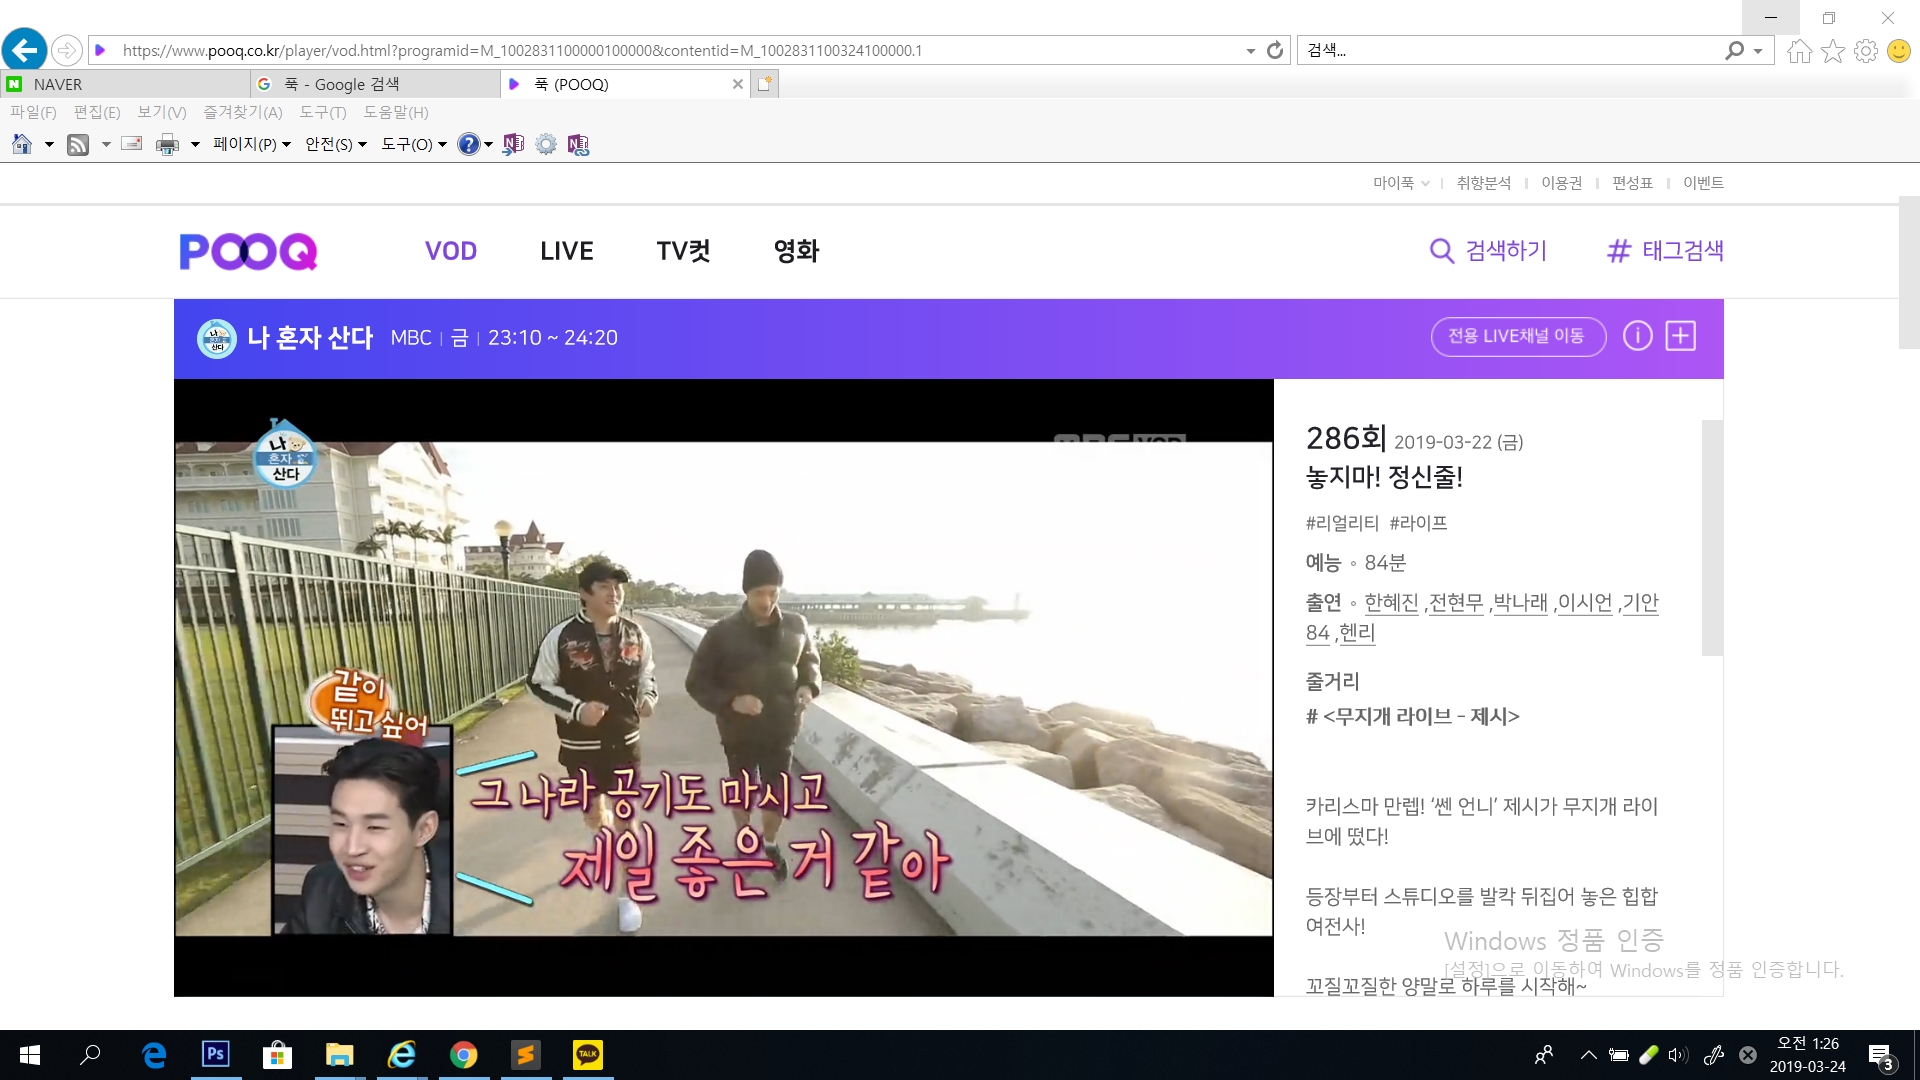 https://www.pooq.co.kr/player/vod.html?programid=M_1002831100000100000&contentid=M_1002831100324100000.1
검색...
NAVER
푹 - Google 검색
푹 (POOQ)
파일(F) 편집(E) 보기(V) 즐겨찾기(A) 도구(T) 도움말(H)
페이지(P) 안전(S) 도구(O)
마이푹 취향분석 이용권 편성표 이벤트
POOQ VOD LIVE TV컷 영화 검색하기 # 태그검색
나 혼자 산다 MBC 금 23:10 ~ 24:20 전용 LIVE채널 이동
나
혼자
산다
286회 2019-03-22 (금)
놓지마! 정신줄!
#리얼리티 #라이프
예능 ◦ 84분
출연 ◦ 한혜진 ,전현무 ,박나래 ,이시언 ,기안
84 ,헨리
줄거리
# <무지개 라이브 - 제시>
카리스마 만렙! ‘쎈 언니’ 제시가 무지개 라이
브에 떴다!
등장부터 스튜디오를 발칵 뒤집어 놓은 힙합
여전사!
꼬질꼬질한 양말로 하루를 시작해~
같이
뛰고 싶어
그 나라 공기도 마시고
제일 좋은 거 같아
Windows 정품 인증
[설정]으로 이동하여 Windows를 정품 인증합니다.
Ps
TALK
오전 1:26
2019-03-24
3